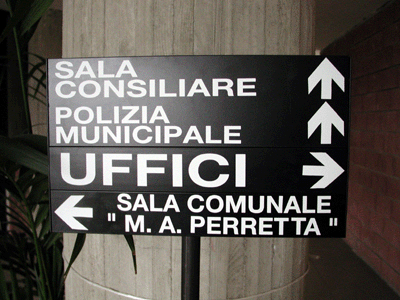 SALA
CONSILIARE
POLIZIA
MUNICIPALE
UFFICI
SALA COMUNALE
" M. A. PERRETTA "